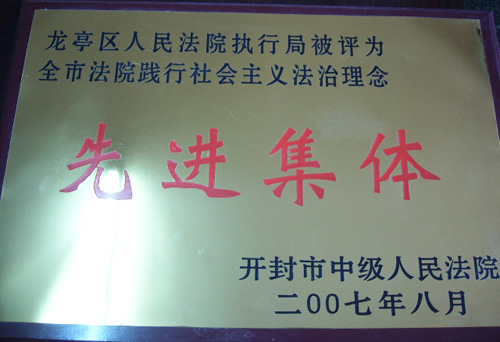 龙亭区人民法院执行局被评为
全市法院践行社会主义法治理念
先进集体
开封市中级人民法院
二00七年八月